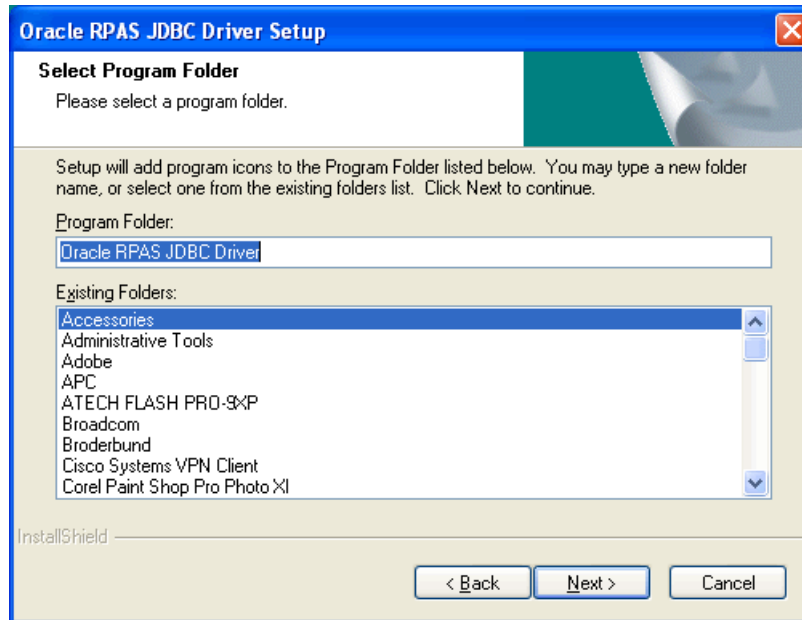 Oracle RPAS JDBC Driver Setup
Select Program Folder
Please select a program folder.
Setup will add program icons to the Program Folder listed below. You may type a new folder
name, or select one from the existing folders list. Click Next to continue.
Program Folder:
Oracle RPAS JDBC Driver
Existing Folders:
Accessories
Administrative Tools
Adobe
APC
ATECH FLASH PRO-9XP
Broadcom
Broderbund
Cisco Systems VPN Client
Corel Paint Shop Pro Photo XI
InstallShield
< Back
Next >
Cancel